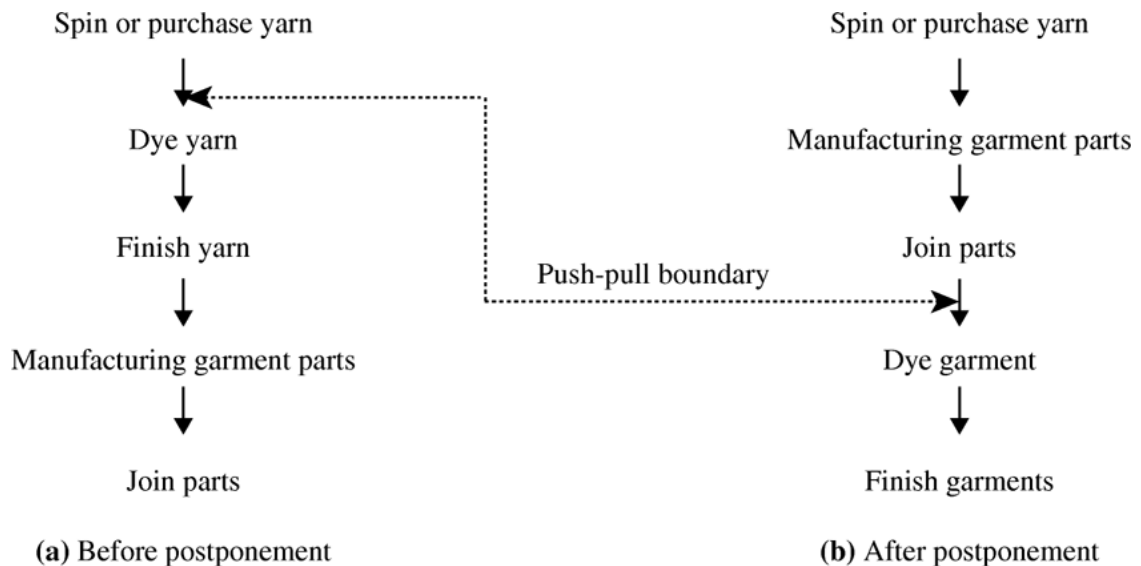 Spin or purchase yarn
Dye yarn
Finish yarn
Manufacturing garment parts
Join parts
(a) Before postponement
Push-pull boundary
Spin or purchase yarn
Manufacturing garment parts
Join parts
Dye garment
Finish garments
(b) After postponement